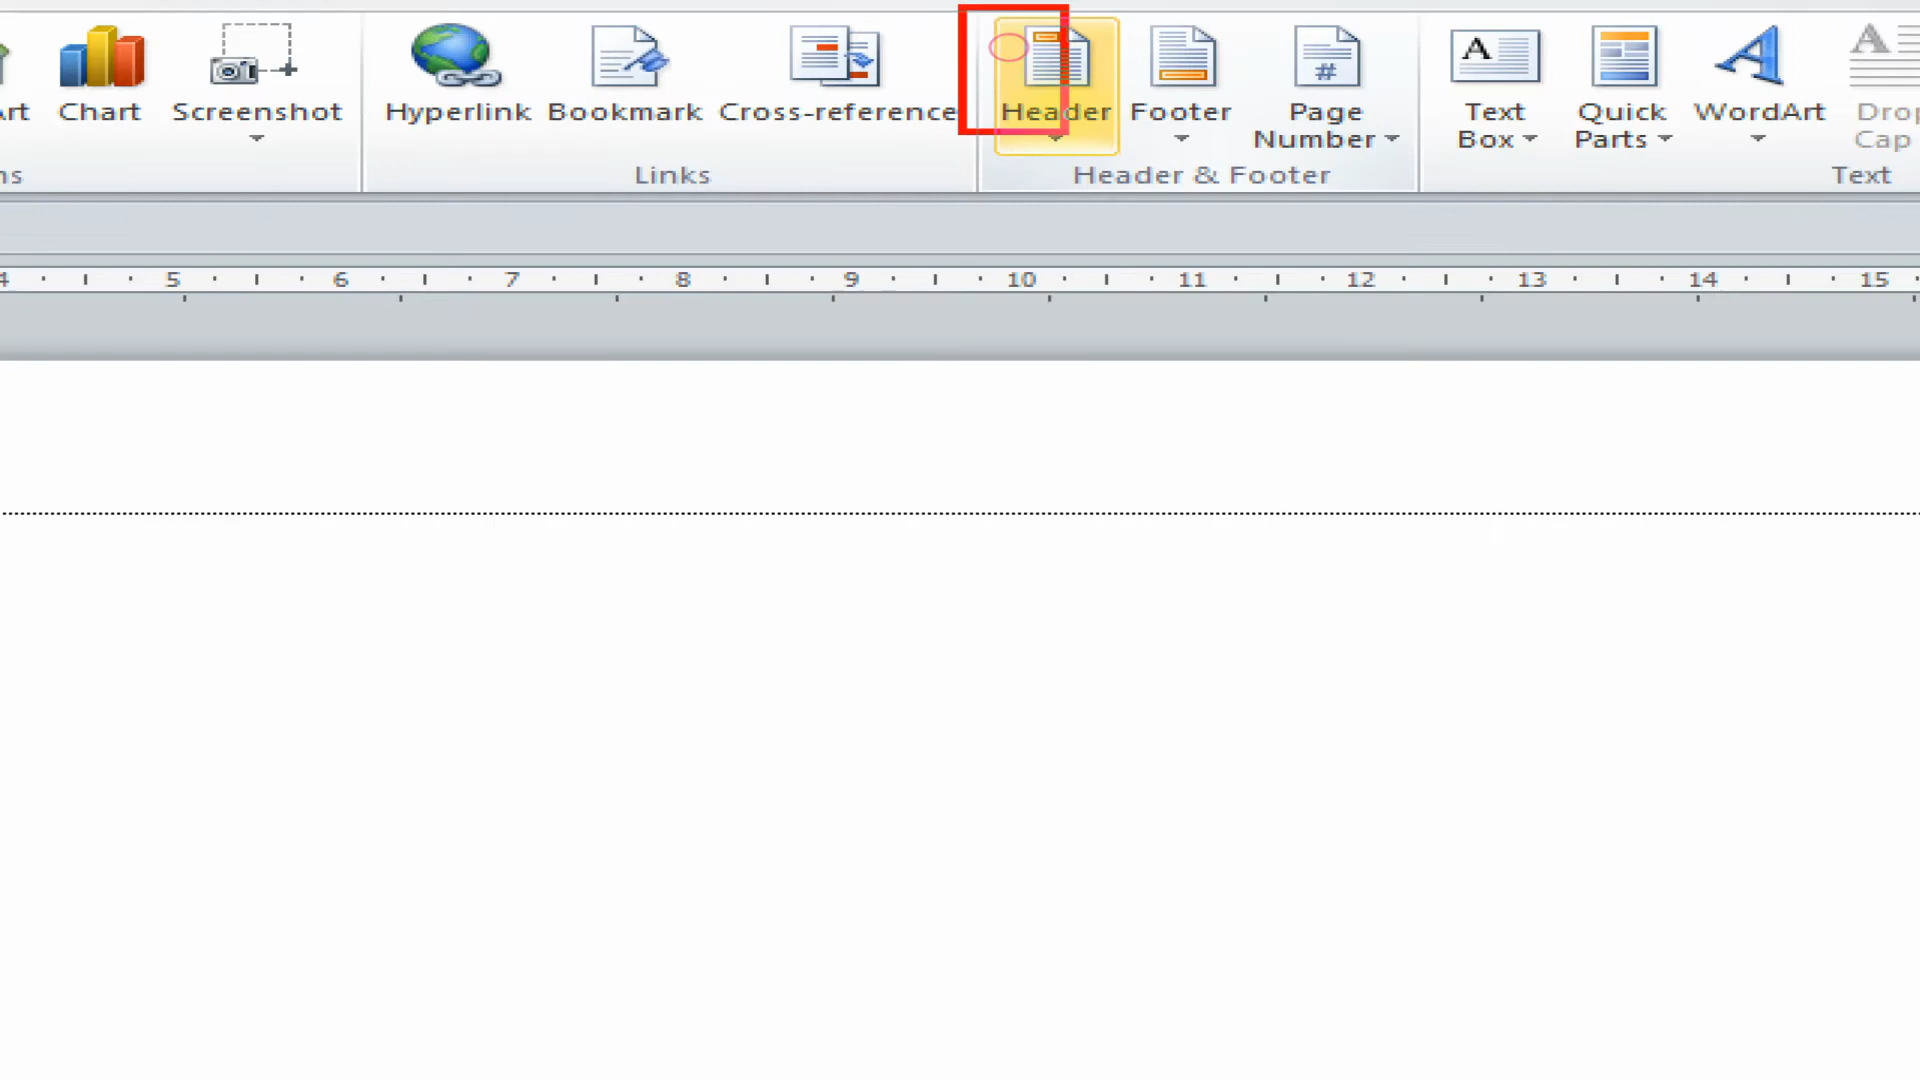 Chart Screenshot Hyperlink Bookmark Cross-reference Header Footer Page Number Text Box Quick Parts WordArt
Cap
Links Header & Footer Text
5 6 7 8 9 10 11 12 13 14 15
A
#